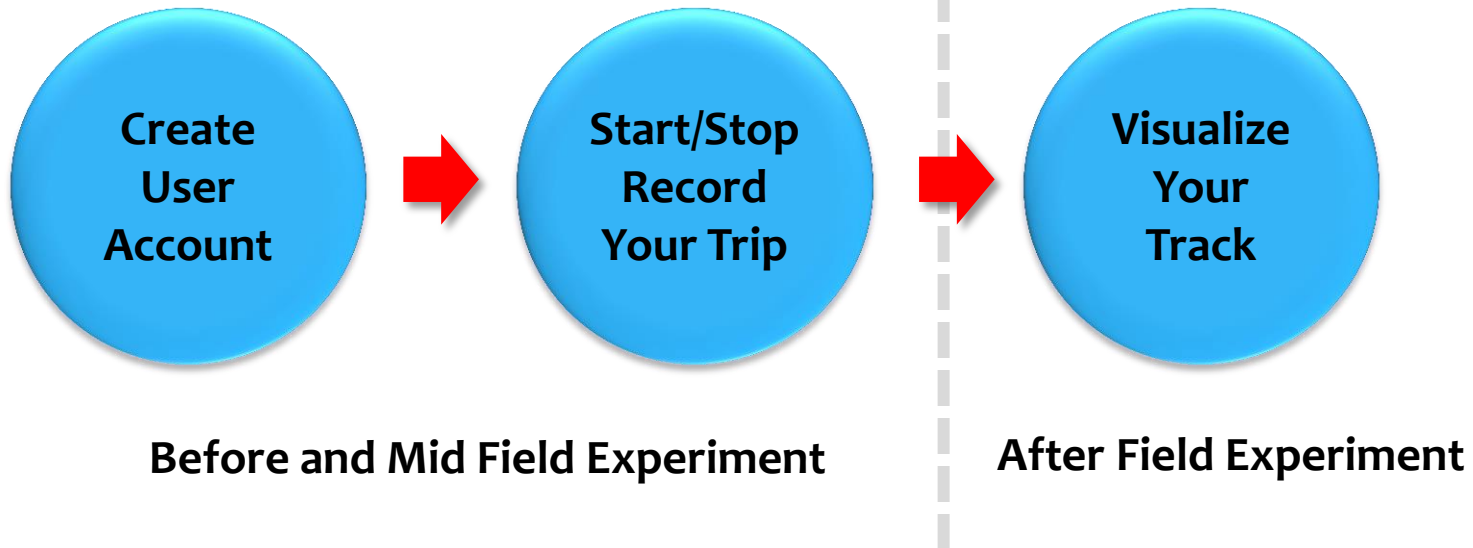 Create
User
Account
Start/Stop
Record
Your Trip
Visualize
Your
Track
Before and Mid Field Experiment
After Field Experiment